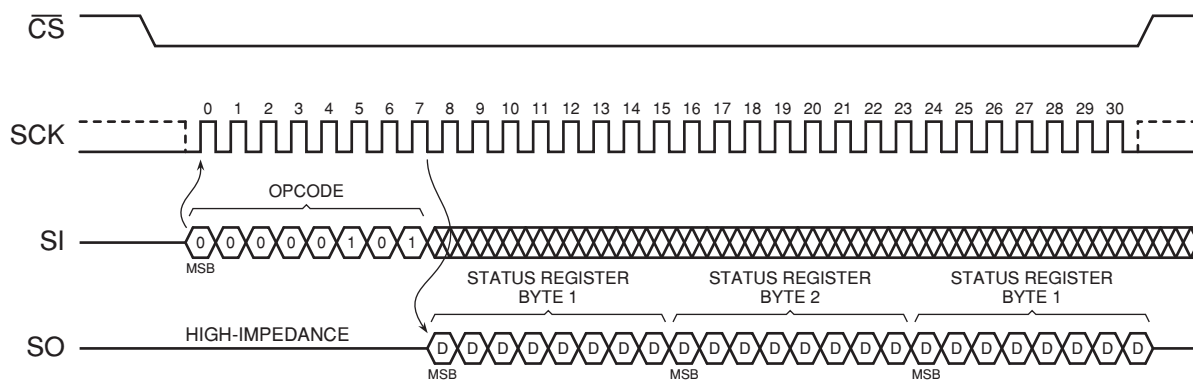 CS
SCK
0 1 2 3 4 5 6 7 8 9 10 11 12 13 14 15 16 17 18 19 20 21 22 23 24 25 26 27 28 29 30
OPCODE
SI
0 0 0 0 0 1 0 1
MSB
STATUS REGISTER
BYTE 1
STATUS REGISTER
BYTE 2
STATUS REGISTER
BYTE 1
SO
HIGH-IMPEDANCE
D D D D D D D D D D D D D D D D D D D D D D D D
MSB MSB MSB